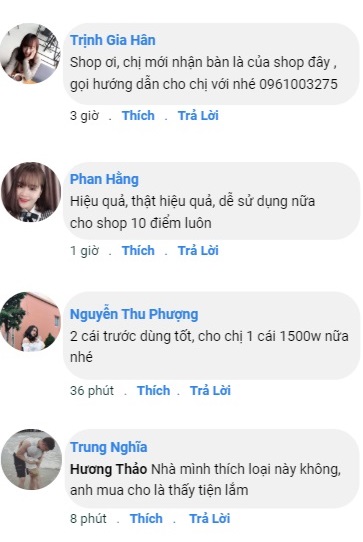 Trịnh Gia Hân
Shop ơi, chị mới nhận bàn là của shop đây ,
gọi hướng dẫn cho chị với nhé 0961003275
3 giờ . Thích . Trả Lời
Phan Hằng
Hiệu quả, thật hiệu quả, dễ sử dụng nữa
cho shop 10 điểm luôn
1 giờ . Thích . Trả Lời
Nguyễn Thu Phượng
2 cái trước dùng tốt, cho chị 1 cái 1500w nữa
nhé
36 phút . Thích . Trả Lời
Trung Nghĩa
Hương Thảo Nhà mình thích loại này không,
anh mua cho là thấy tiện lắm
8 phút . Thích . Trả Lời